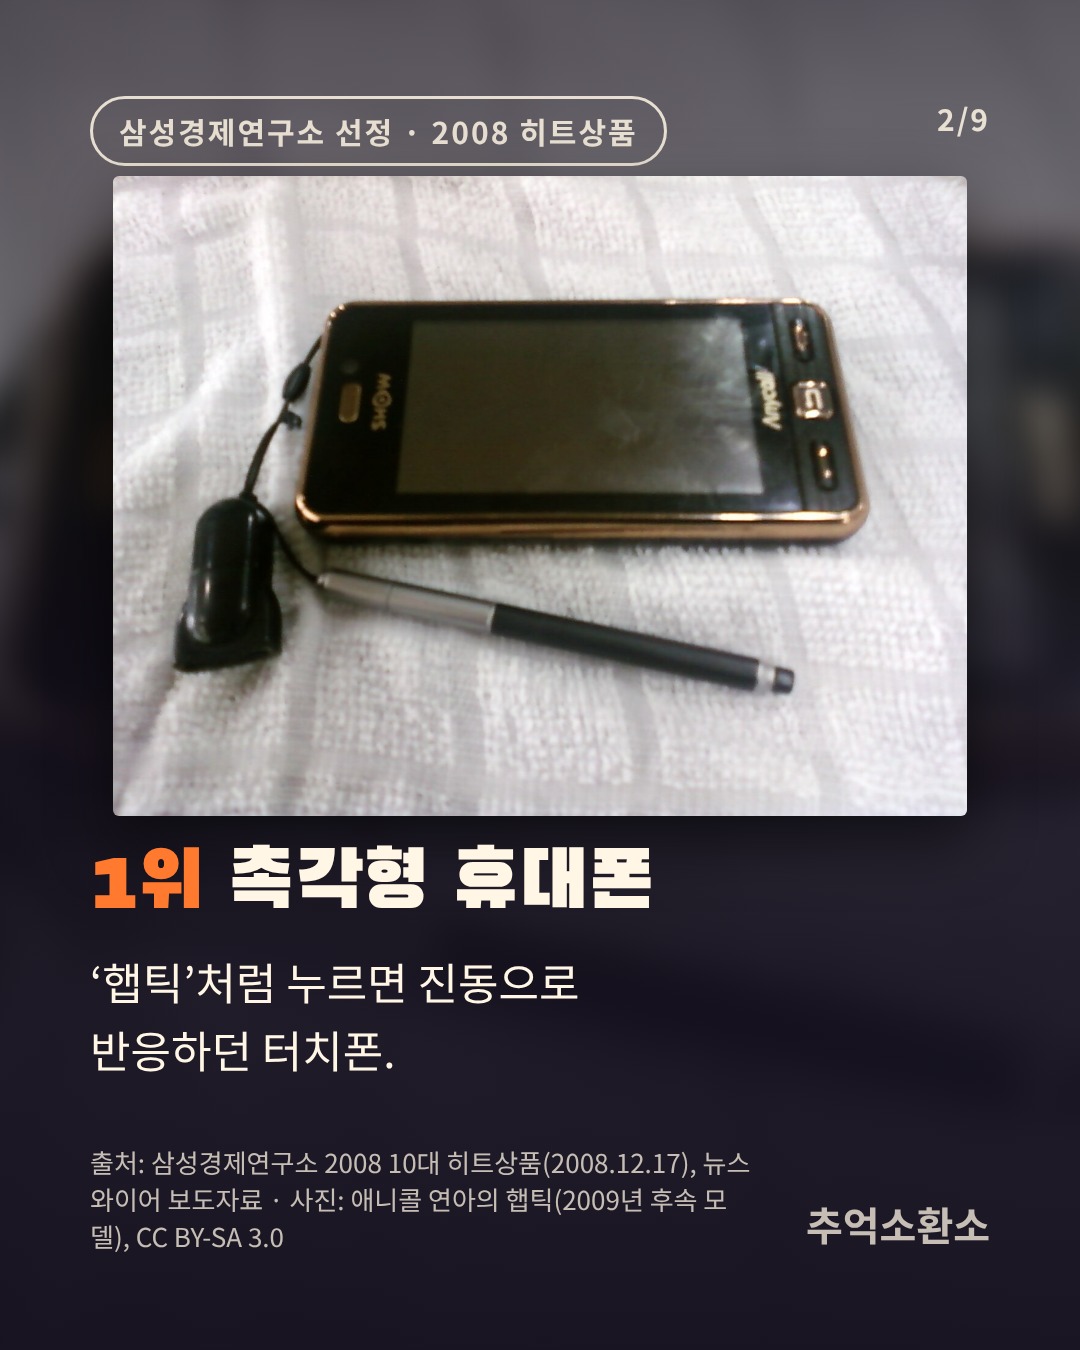 삼성경제연구소 선정 · 2008 히트상품
2/9
SHOW
Anycall
1위 촉각형 휴대폰
‘햅틱’처럼 누르면 진동으로
반응하던 터치폰.
출처: 삼성경제연구소 2008 10대 히트상품(2008.12.17), 뉴스
와이어 보도자료 · 사진: 애니콜 연아의 햅틱(2009년 후속 모
델), CC BY-SA 3.0
추억소환소